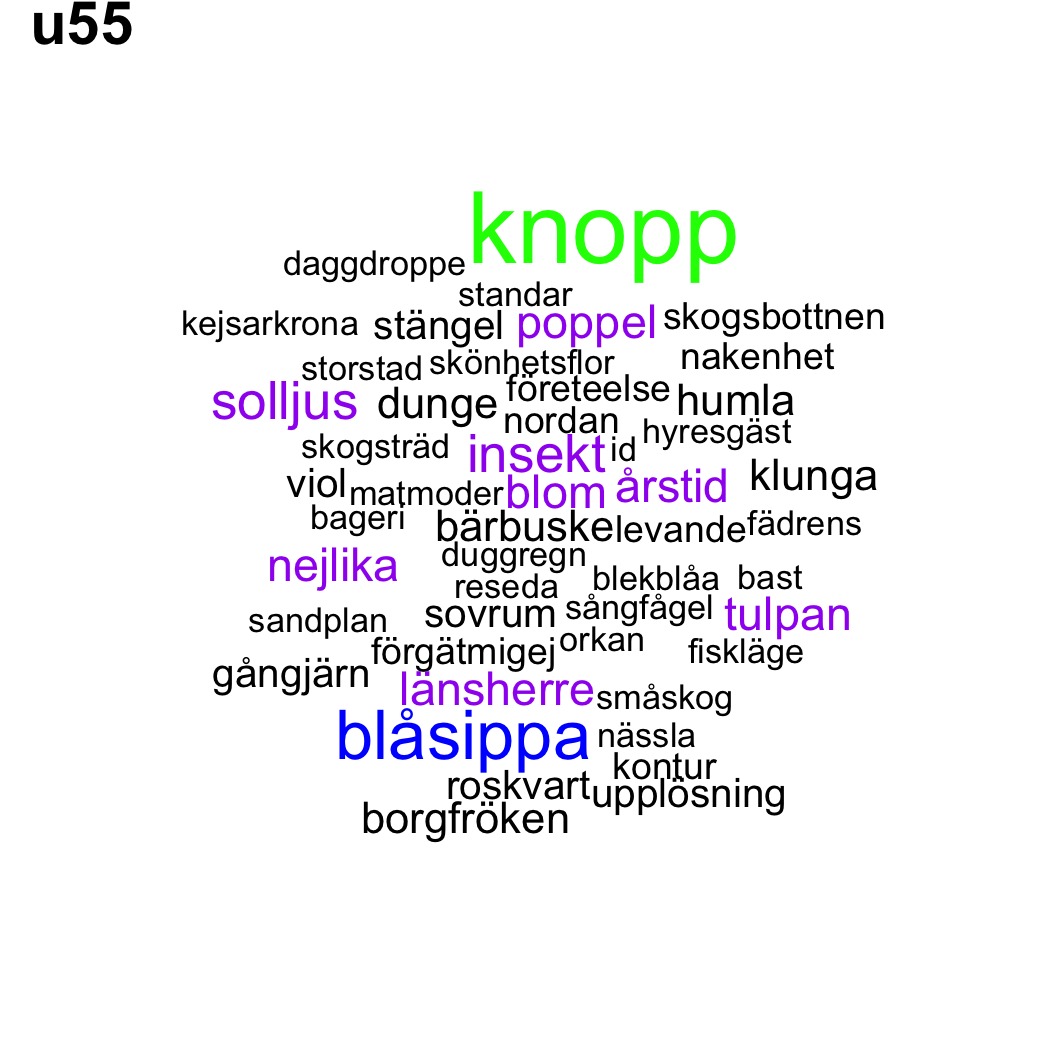 u55
knopp
daggdroppe
standar
kejsarkrona stängel poppel skogsbottnen
storstad skönhetsflor nakenhet
solljus dunge företeelse humla
nordan hyresgäst
skogsträd insekt id
viol matmoder blom årstid klunga
bageri bärbuske levande fädrens
nejlika duggregn
reseda blekblåa bast
sandplan sovrum sångfågel tulpan
förgätmigej orkan fiskläge
gångjärn länsherre småskog
blåsippa nässla
kontur
roskvart upplösning
borgfröken